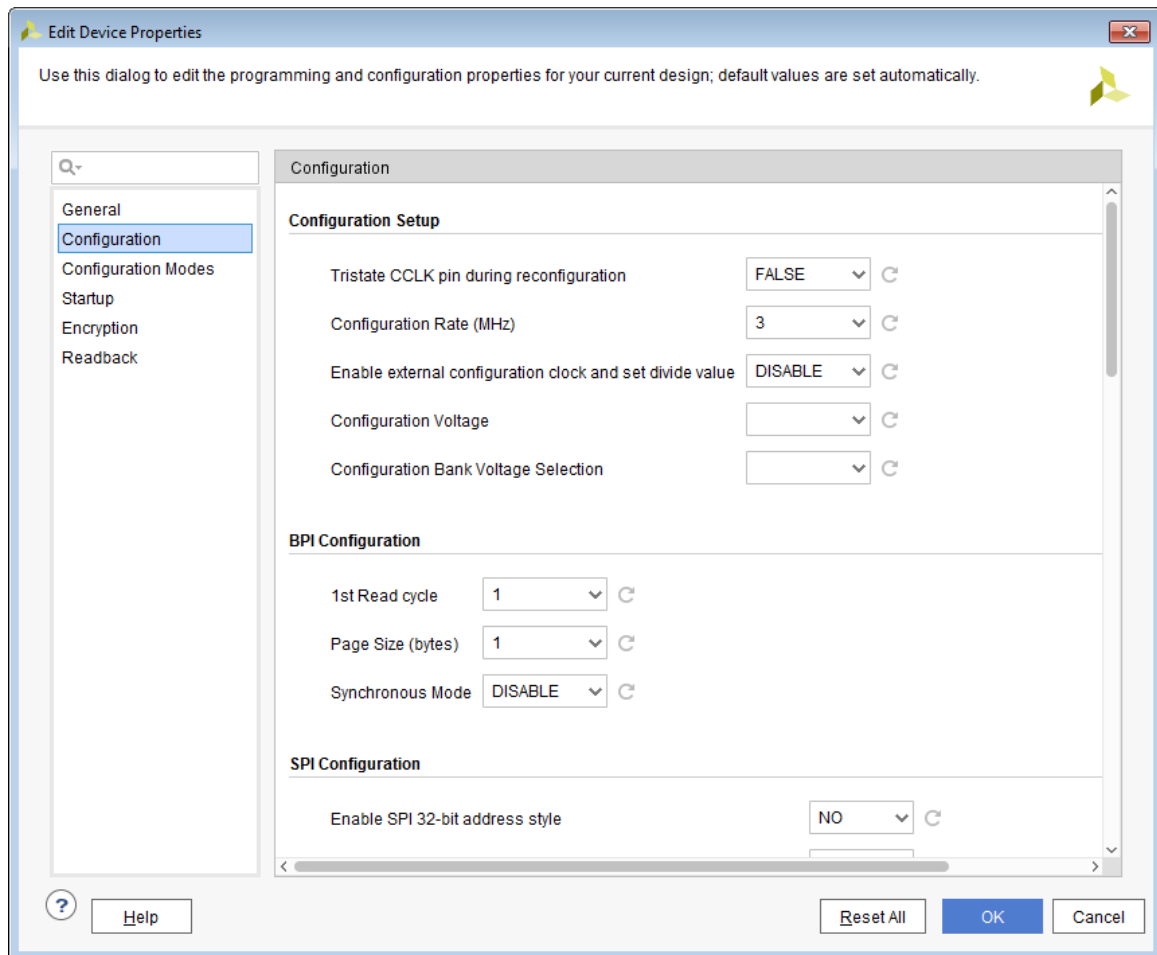 Edit Device Properties
Use this dialog to edit the programming and configuration properties for your current design; default values are set automatically.
General
Configuration
Configuration Modes
Startup
Encryption
Readback
Configuration
Configuration Setup
Tristate CCLK pin during reconfiguration FALSE
Configuration Rate (MHz) 3
Enable external configuration clock and set divide value DISABLE
Configuration Voltage
Configuration Bank Voltage Selection
BPI Configuration
1st Read cycle 1
Page Size (bytes) 1
Synchronous Mode DISABLE
SPI Configuration
Enable SPI 32-bit address style NO
? Help Reset All OK Cancel